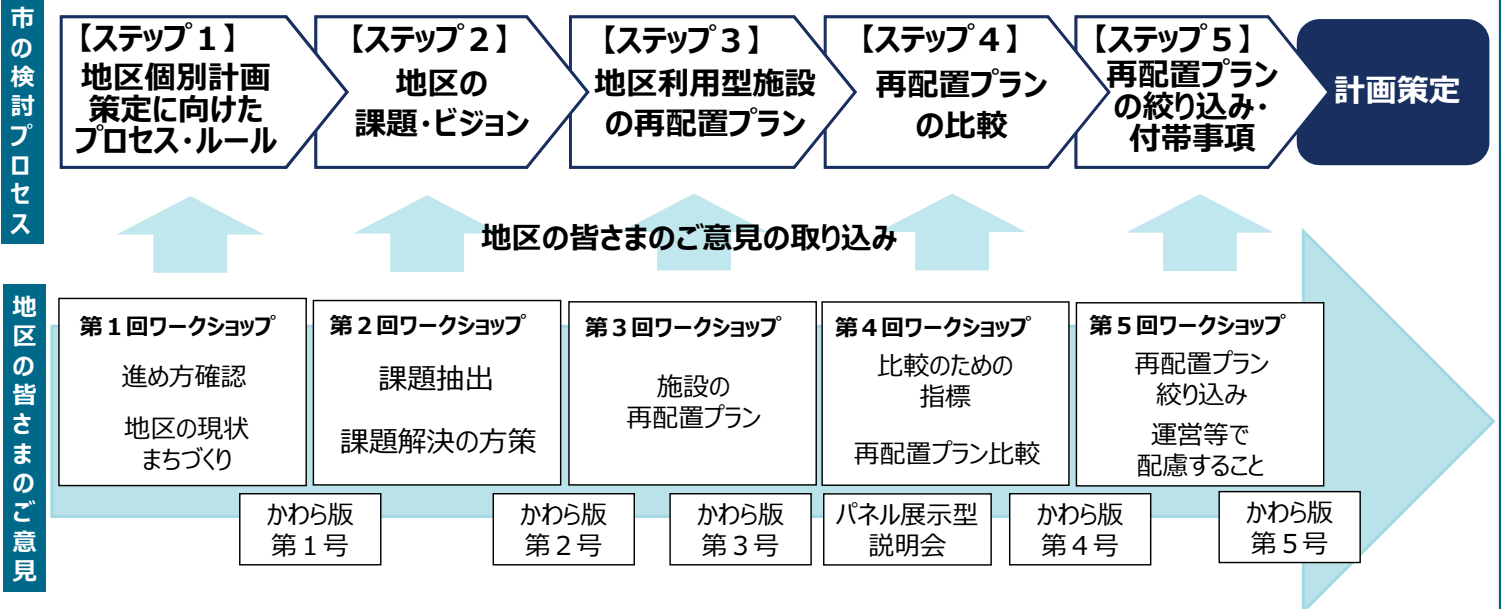 市の検討プロセス
【ステップ１】
地区個別計画
策定に向けた
プロセス・ルール
【ステップ２】
地区の
課題・ビジョン
【ステップ３】
地区利用型施設
の再配置プラン
【ステップ４】
再配置プラン
の比較
【ステップ５】
再配置プラン
の絞り込み・
付帯事項
計画策定
地区の皆さまのご意見の取り込み
地区の皆さまのご意見
第１回ワークショップ
進め方確認
地区の現状
まちづくり
第２回ワークショップ
課題抽出
課題解決の方策
第３回ワークショップ
施設の
再配置プラン
第４回ワークショップ
比較のための
指標
再配置プラン比較
第５回ワークショップ
再配置プラン
絞り込み
運営等で
配慮すること
かわら版
第１号
かわら版
第２号
かわら版
第３号
パネル展示型
説明会
かわら版
第４号
かわら版
第５号